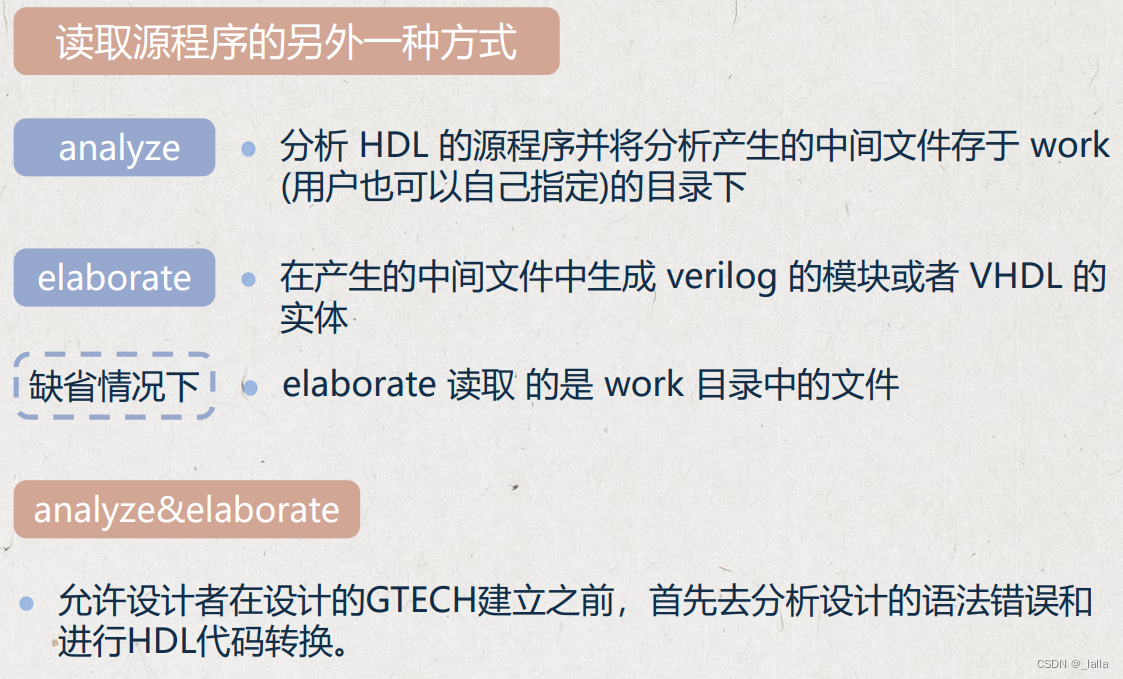 读取源程序的另外一种方式
analyze
分析 HDL 的源程序并将分析产生的中间文件存于 work
(用户也可以自己指定)的目录下
elaborate
在产生的中间文件中生成 verilog 的模块或者 VHDL 的
实体
缺省情况下
elaborate 读取 的是 work 目录中的文件
analyze&elaborate
允许设计者在设计的GTECH建立之前，首先去分析设计的语法错误和
进行HDL代码转换。
CSDN @_lalla